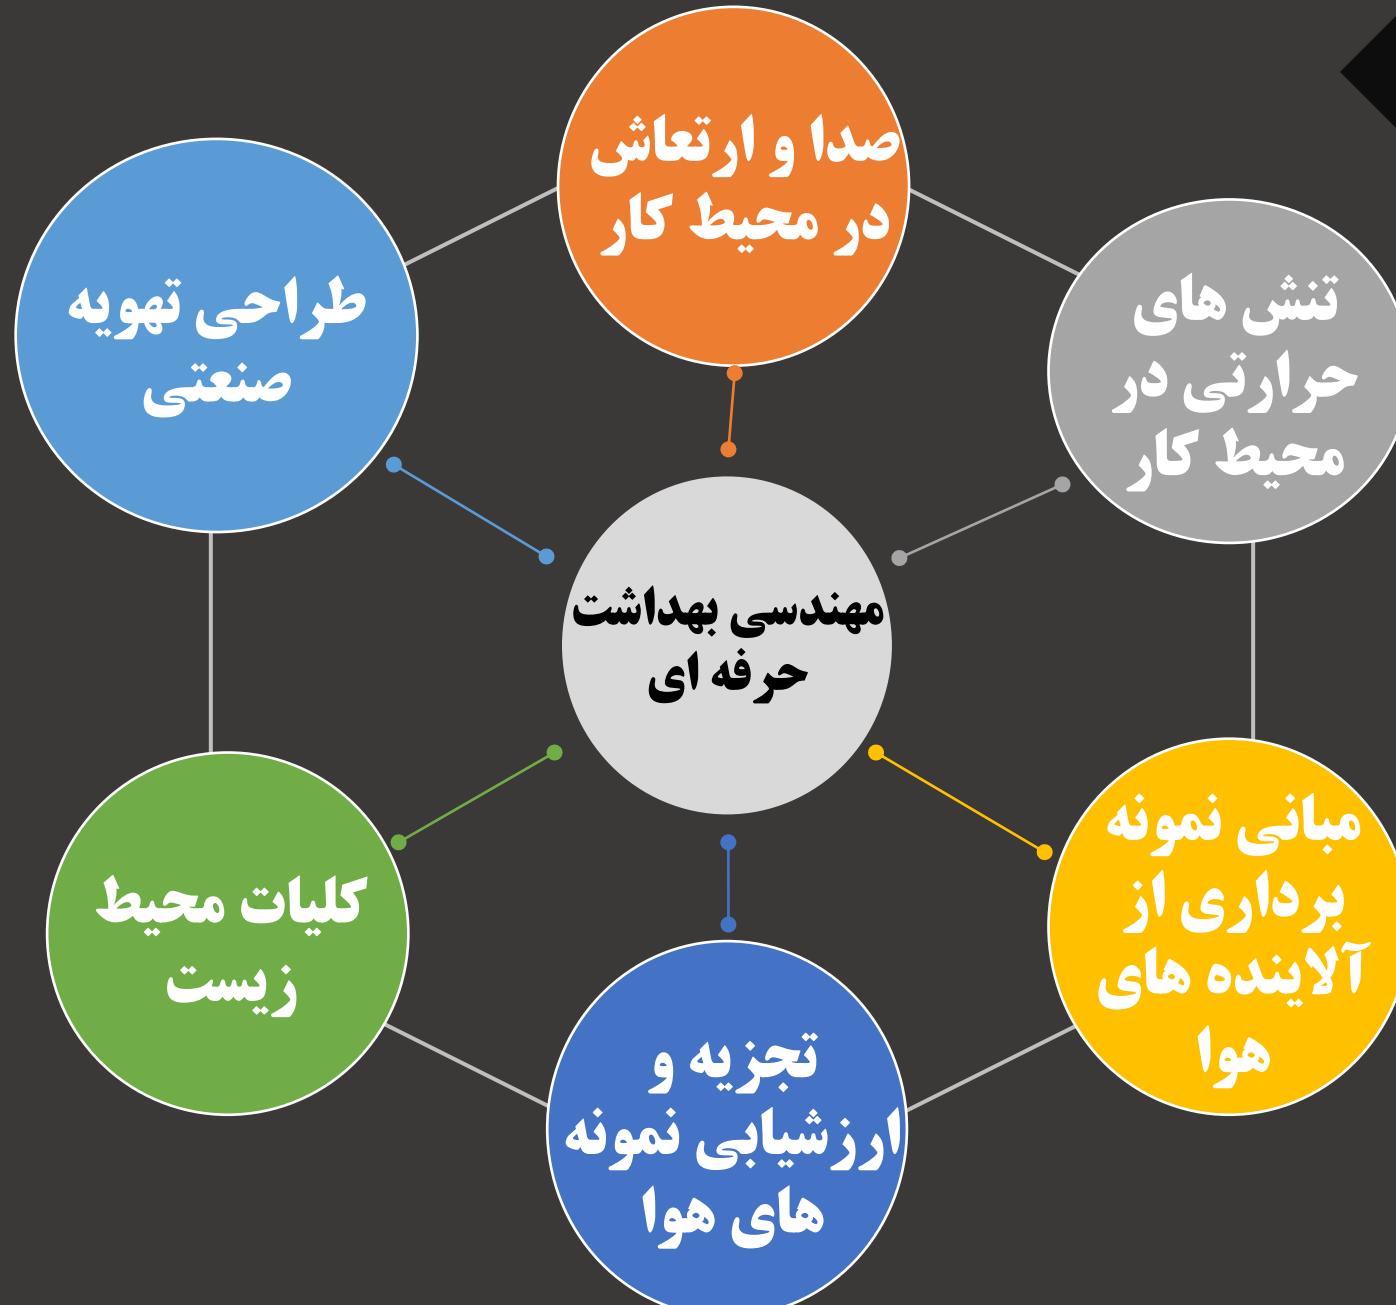 صدا و ارتعاش
در محیط کار
تنش های
حرارتی در
محیط کار
طراحی تهویه
صنعتی
مهندسی بهداشت
حرفه ای
مبانی نمونه
برداری از
آلاینده های
هوا
کلیات محیط
زیست
تجزیه و
ارزشیابی نمونه
های هوا